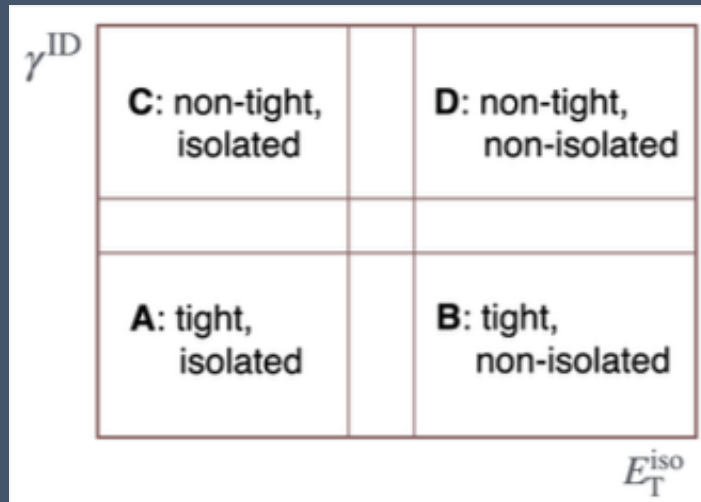 γ^ID
C: non-tight,
isolated
D: non-tight,
non-isolated
A: tight,
isolated
B: tight,
non-isolated
E_T^iso